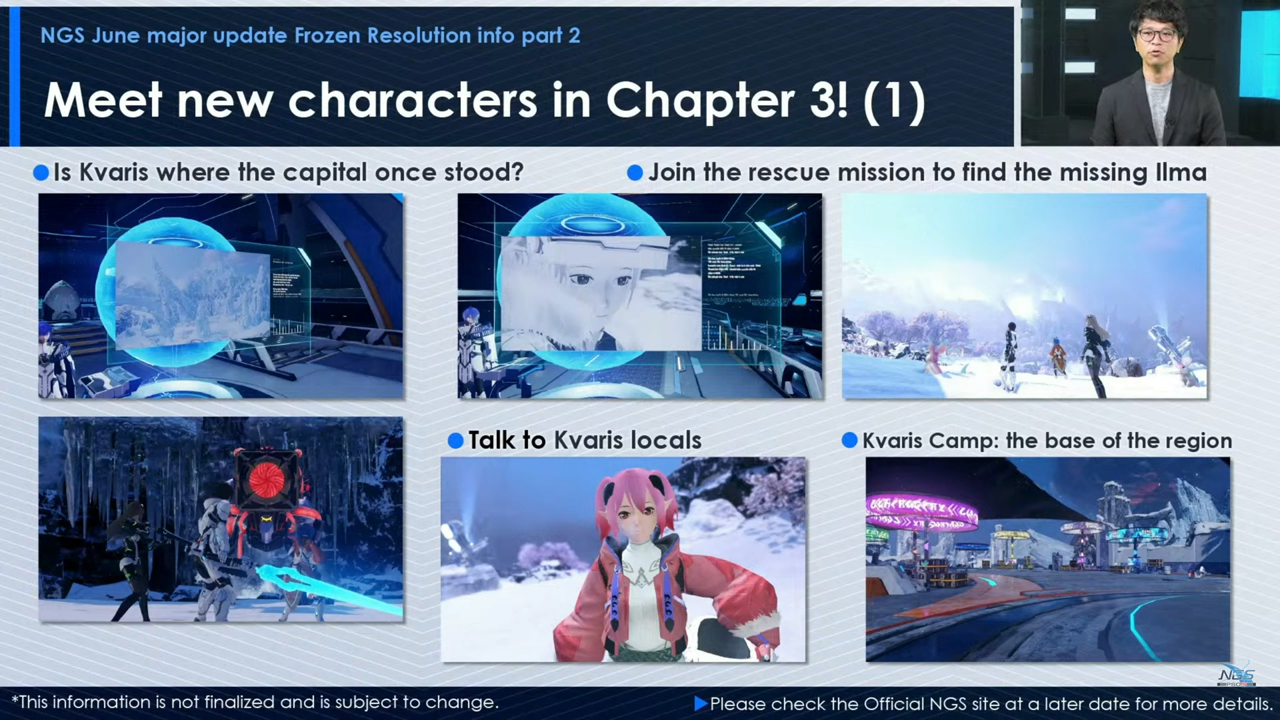 NGS June major update Frozen Resolution info part 2
Meet new characters in Chapter 3! (1)
Is Kvaris where the capital once stood?
Join the rescue mission to find the missing Ilma
Talk to Kvaris locals
Kvaris Camp: the base of the region
NGS
*This information is not finalized and is subject to change.
Please check the Official NGS site at a later date for more details.